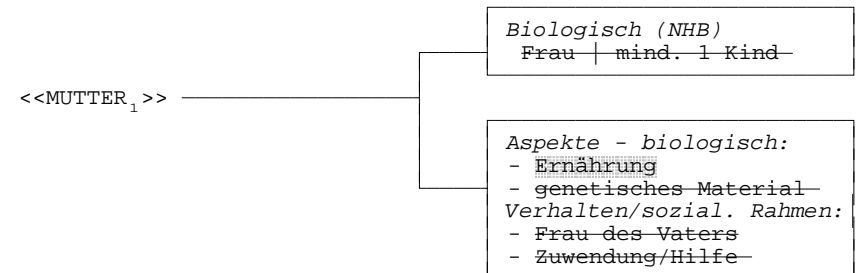 Biologisch (NHB)
Frau | mind. 1 Kind
<<MUTTER1>>
Aspekte - biologisch:
- Ernährung
- genetisches Material
Verhalten/sozial. Rahmen:
- Frau des Vaters
- Zuwendung/Hilfe